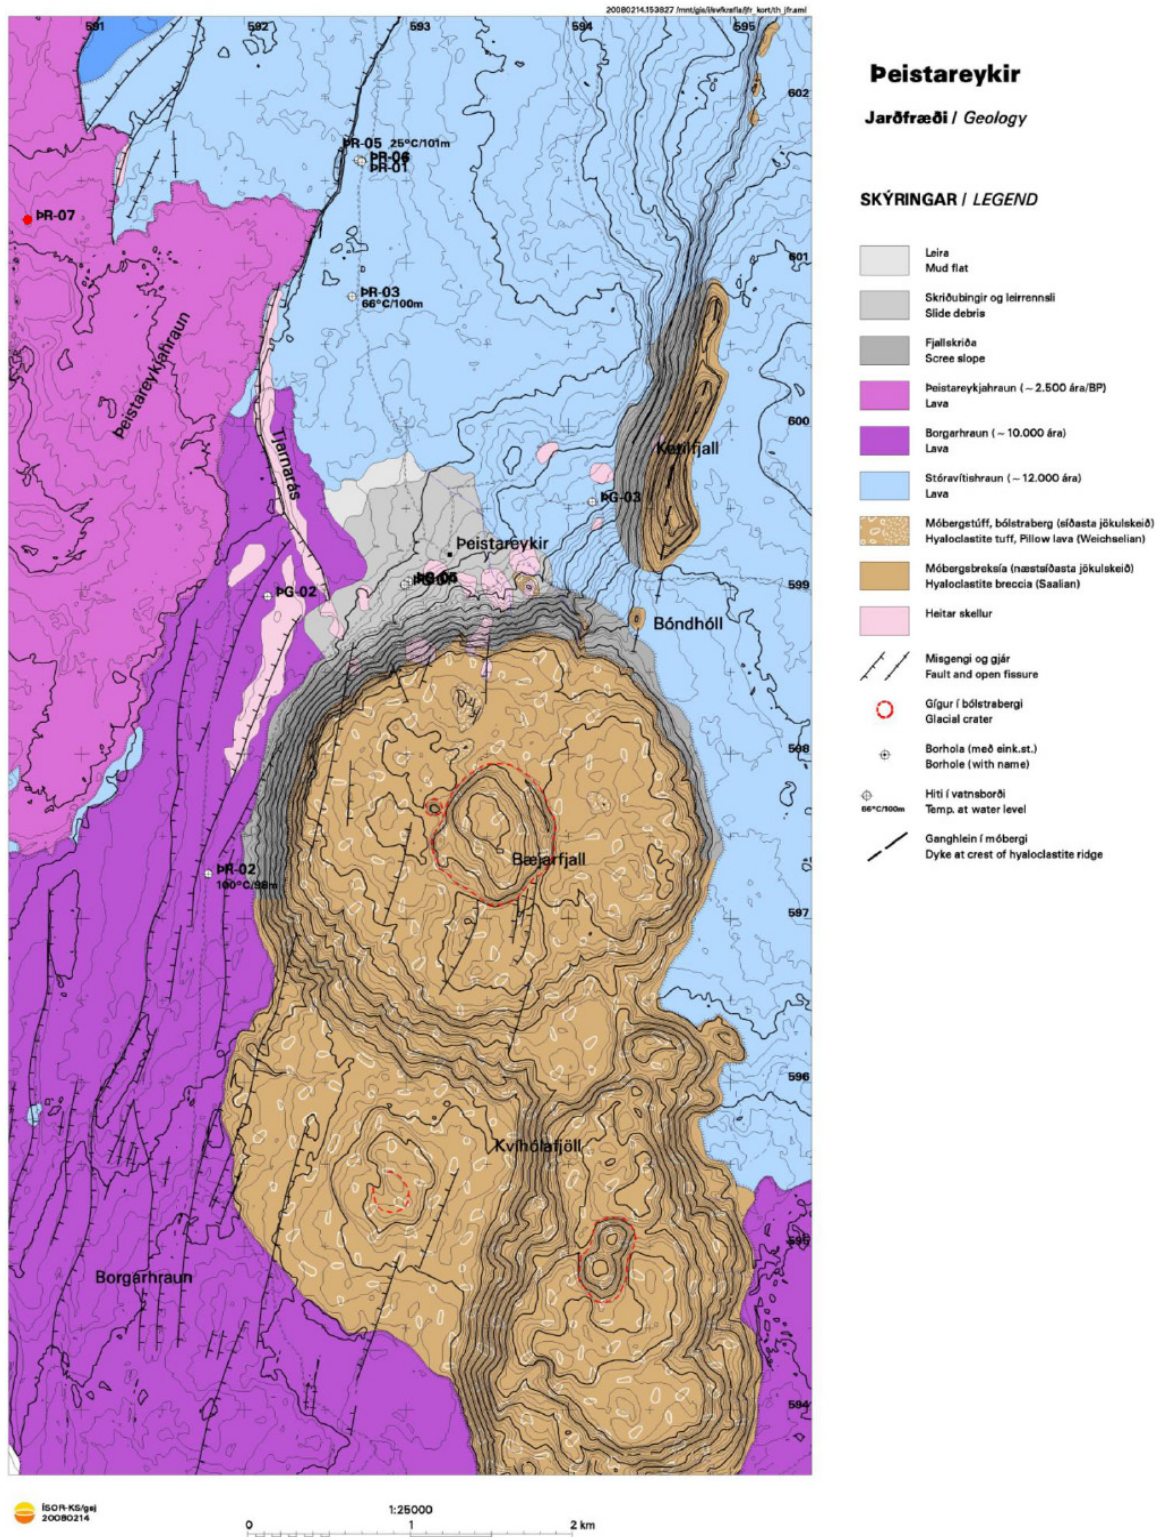 20080214.153827 /mnt/gis/i/svfkrafla/jfr_kort/th_jfr.aml
591
592
593
594
595
602
ÞR-05 25°C/101m
ÞR-06
ÞR-01
ÞR-07
601
ÞR-03
66°C/100m
Þeistareykjahraun
600
Tjarnarás
Ketilfjall
ÞG-03
Þeistareykir
599
ÞG-02
Bóndhóll
598
Bæjarfjall
ÞR-02
100°C/98m
597
596
Kvíhólafjöll
595
Borgarhraun
594
Þeistareykir
Jarðfræði / Geology
SKÝRINGAR / LEGEND
Leira
Mud flat
Skriðubingir og leirrennsli
Slide debris
Fjallskriða
Scree slope
Þeistareykjahraun (~ 2.500 ára/BP)
Lava
Borgarhraun (~ 10.000 ára)
Lava
Stóravítishraun (~ 12.000 ára)
Lava
Móbergstúff, bólstraberg (síðasta jökulskeið)
Hyaloclastite tuff, Pillow lava (Weichselian)
Móbergsbreksía (næstsíðasta jökulskeið)
Hyaloclastite breccia (Saalian)
Heitar skellur
Misgengi og gjár
Fault and open fissure
Gígur í bólstrabergi
Glacial crater
Borhola (með eink.st.)
Borehole (with name)
Hiti í vatnsborði
66°C/100m Temp. at water level
Ganghlein í móbergi
Dyke at crest of hyaloclastite ridge
ÍSOR-KS/gej
20080214
1:25000
0 1 2 km